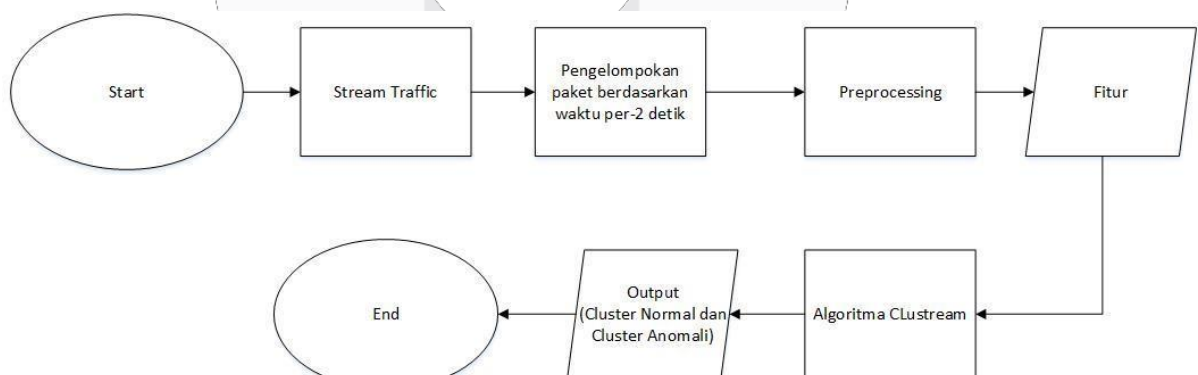 Start
Stream Traffic
Pengelompokan
paket berdasarkan
waktu per-2 detik
Preprocessing
Fitur
Algoritma CLustream
Output
(Cluster Normal dan
Cluster Anomali)
End